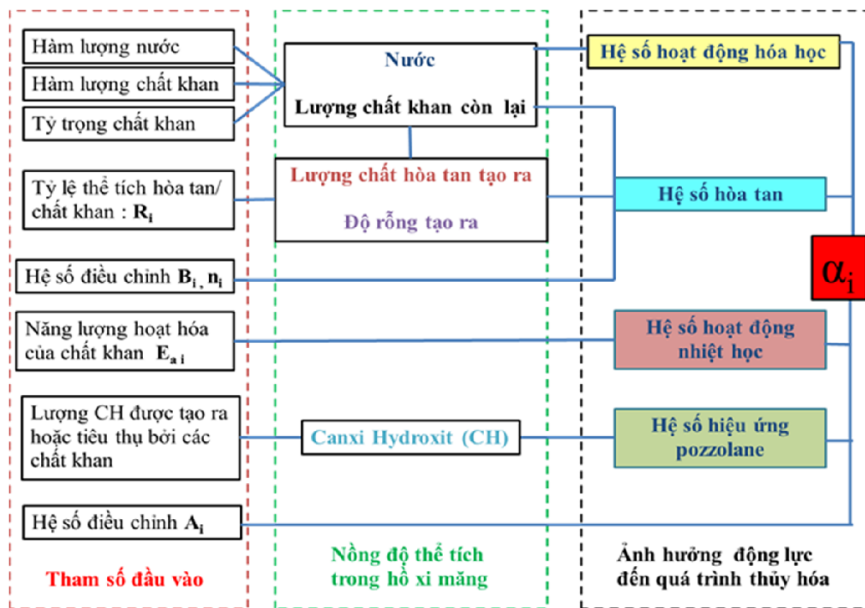 Hàm lượng nước
Hàm lượng chất khan
Tỷ trọng chất khan
Tỷ lệ thể tích hòa tan/
chất khan : Rᵢ
Hệ số điều chỉnh Bᵢ, nᵢ
Năng lượng hoạt hóa
của chất khan E a i
Lượng CH được tạo ra
hoặc tiêu thụ bởi các
chất khan
Hệ số điều chỉnh Aᵢ
Tham số đầu vào
Nước
Lượng chất khan còn lại
Lượng chất hòa tan tạo ra
Độ rỗng tạo ra
Canxi Hydroxit (CH)
Nồng độ thể tích
trong hồ xi măng
Hệ số hoạt động hóa học
Hệ số hòa tan
αᵢ
Hệ số hoạt động
nhiệt học
Hệ số hiệu ứng
pozzolane
Ảnh hưởng động lực
đến quá trình thủy hóa